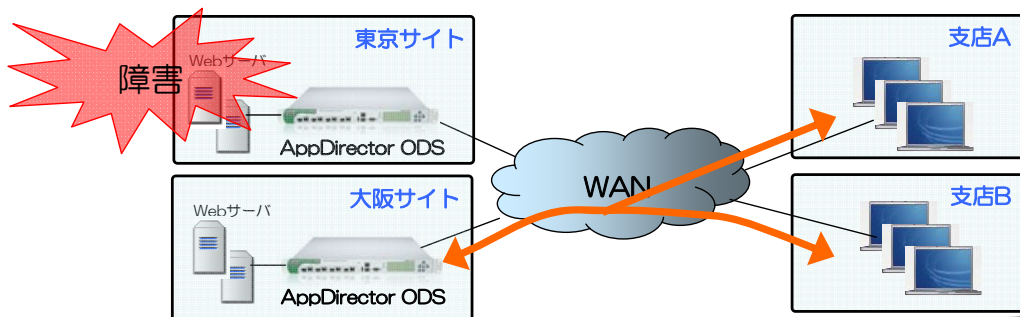 東京サイト
Webサーバ
障害
AppDirector ODS
大阪サイト
Webサーバ
AppDirector ODS
WAN
支店A
支店B